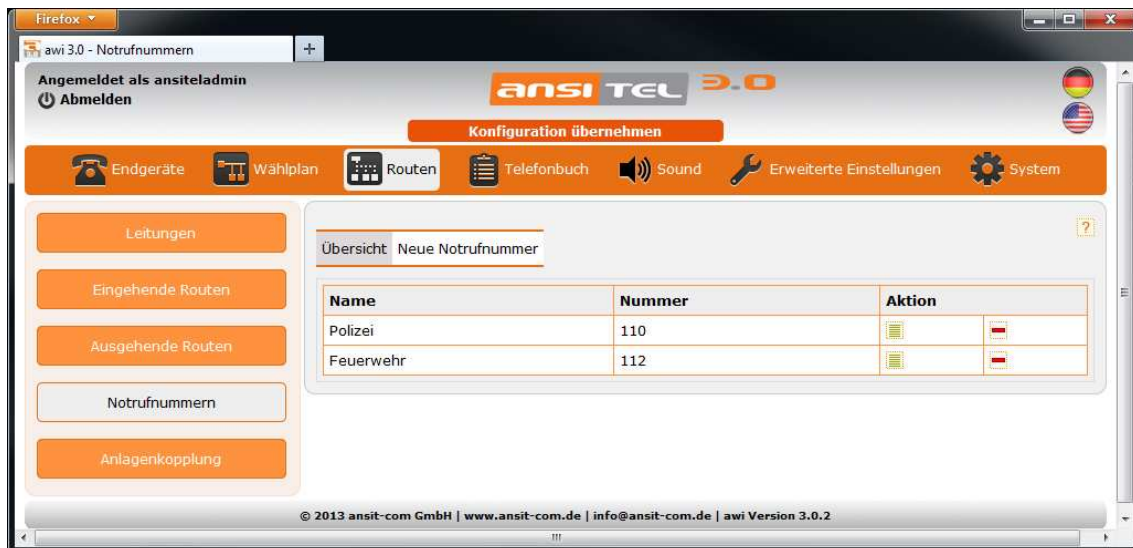 Firefox
awi 3.0 - Notrufnummern
Angemeldet als ansiteladmin
Abmelden
ansi TEL 3.0
Konfiguration übernehmen
Endgeräte Wählplan Routen Telefonbuch Sound Erweiterte Einstellungen System
Leitungen
Eingehende Routen
Ausgehende Routen
Notrufnummern
Anlagenkopplung
?
Übersicht Neue Notrufnummer
Name Nummer Aktion
Polizei 110
Feuerwehr 112
© 2013 ansit-com GmbH | www.ansit-com.de | info@ansit-com.de | awi Version 3.0.2